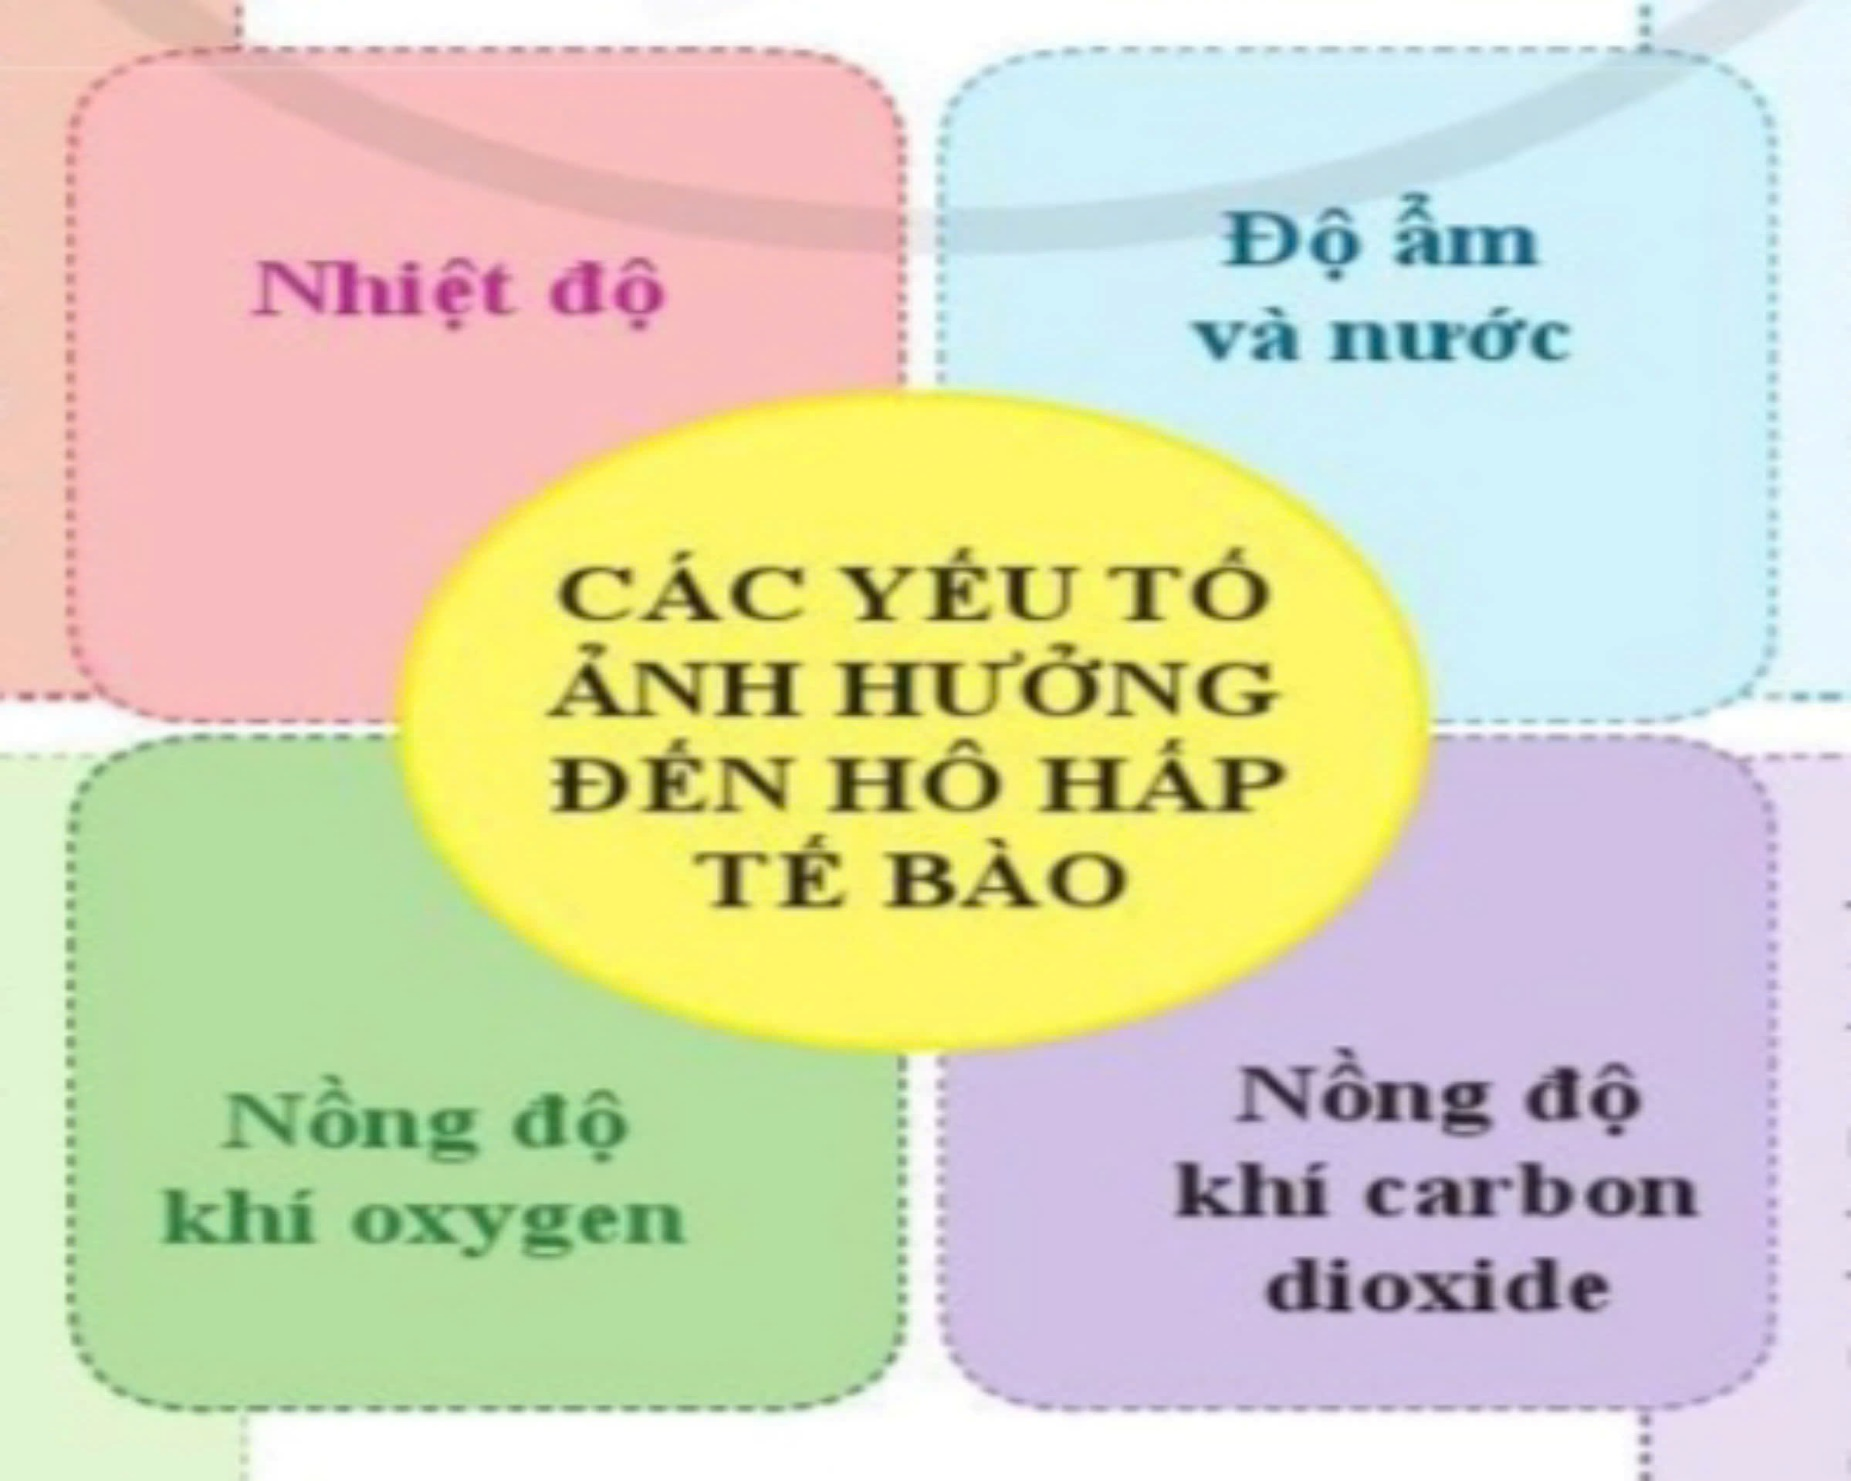 Nhiệt độ
Độ ẩm
và nước
CÁC YẾU TỐ
ẢNH HƯỞNG
ĐẾN HÔ HẤP
TẾ BÀO
Nồng độ
khí oxygen
Nồng độ
khí carbon
dioxide